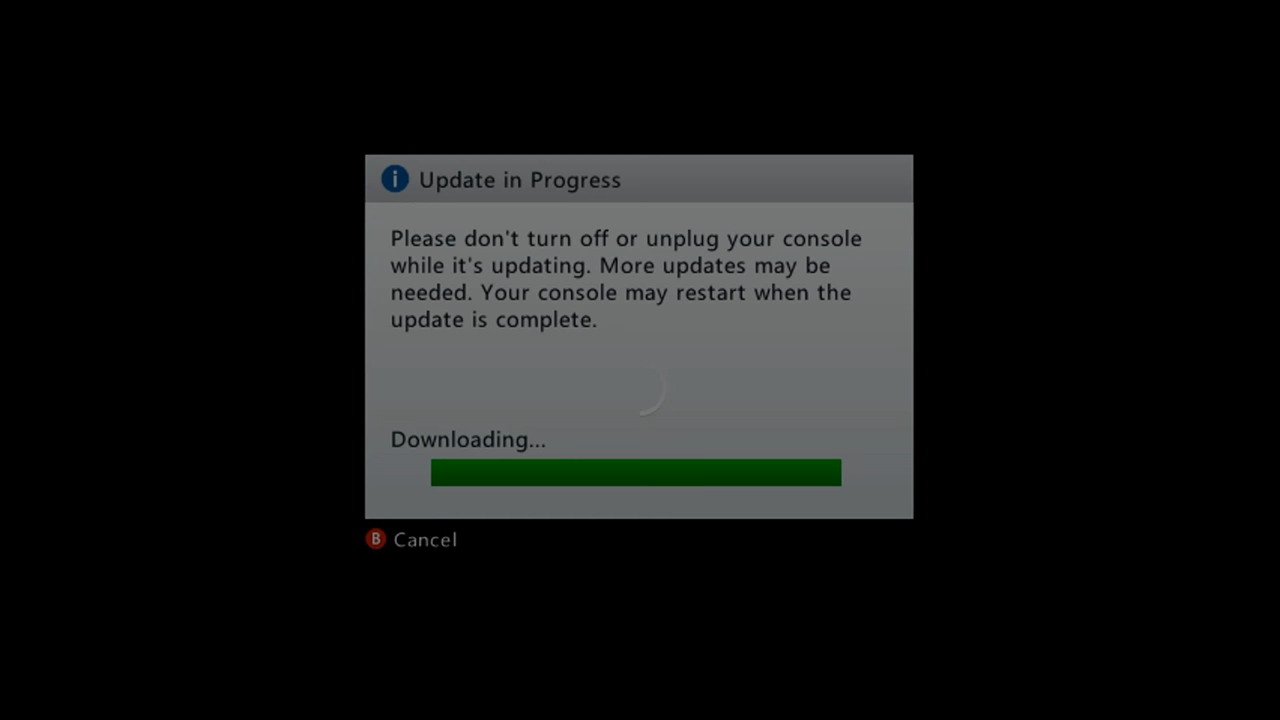 i Update in Progress
Please don't turn off or unplug your console
while it's updating. More updates may be
needed. Your console may restart when the
update is complete.
Downloading...
B Cancel